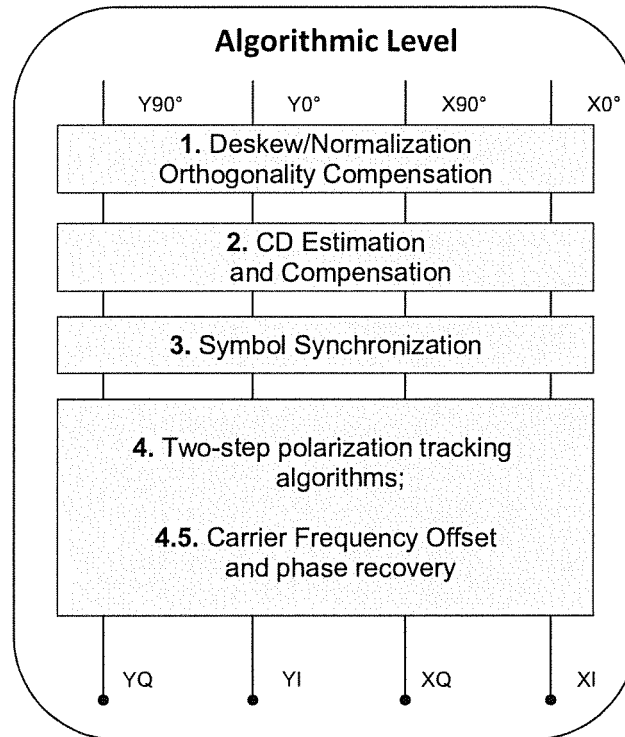 Algorithmic Level
Y90° Y0° X90° X0°
1. Deskew/Normalization
Orthogonality Compensation
2. CD Estimation
and Compensation
3. Symbol Synchronization
4. Two-step polarization tracking
algorithms;
4.5. Carrier Frequency Offset
and phase recovery
YQ YI XQ XI